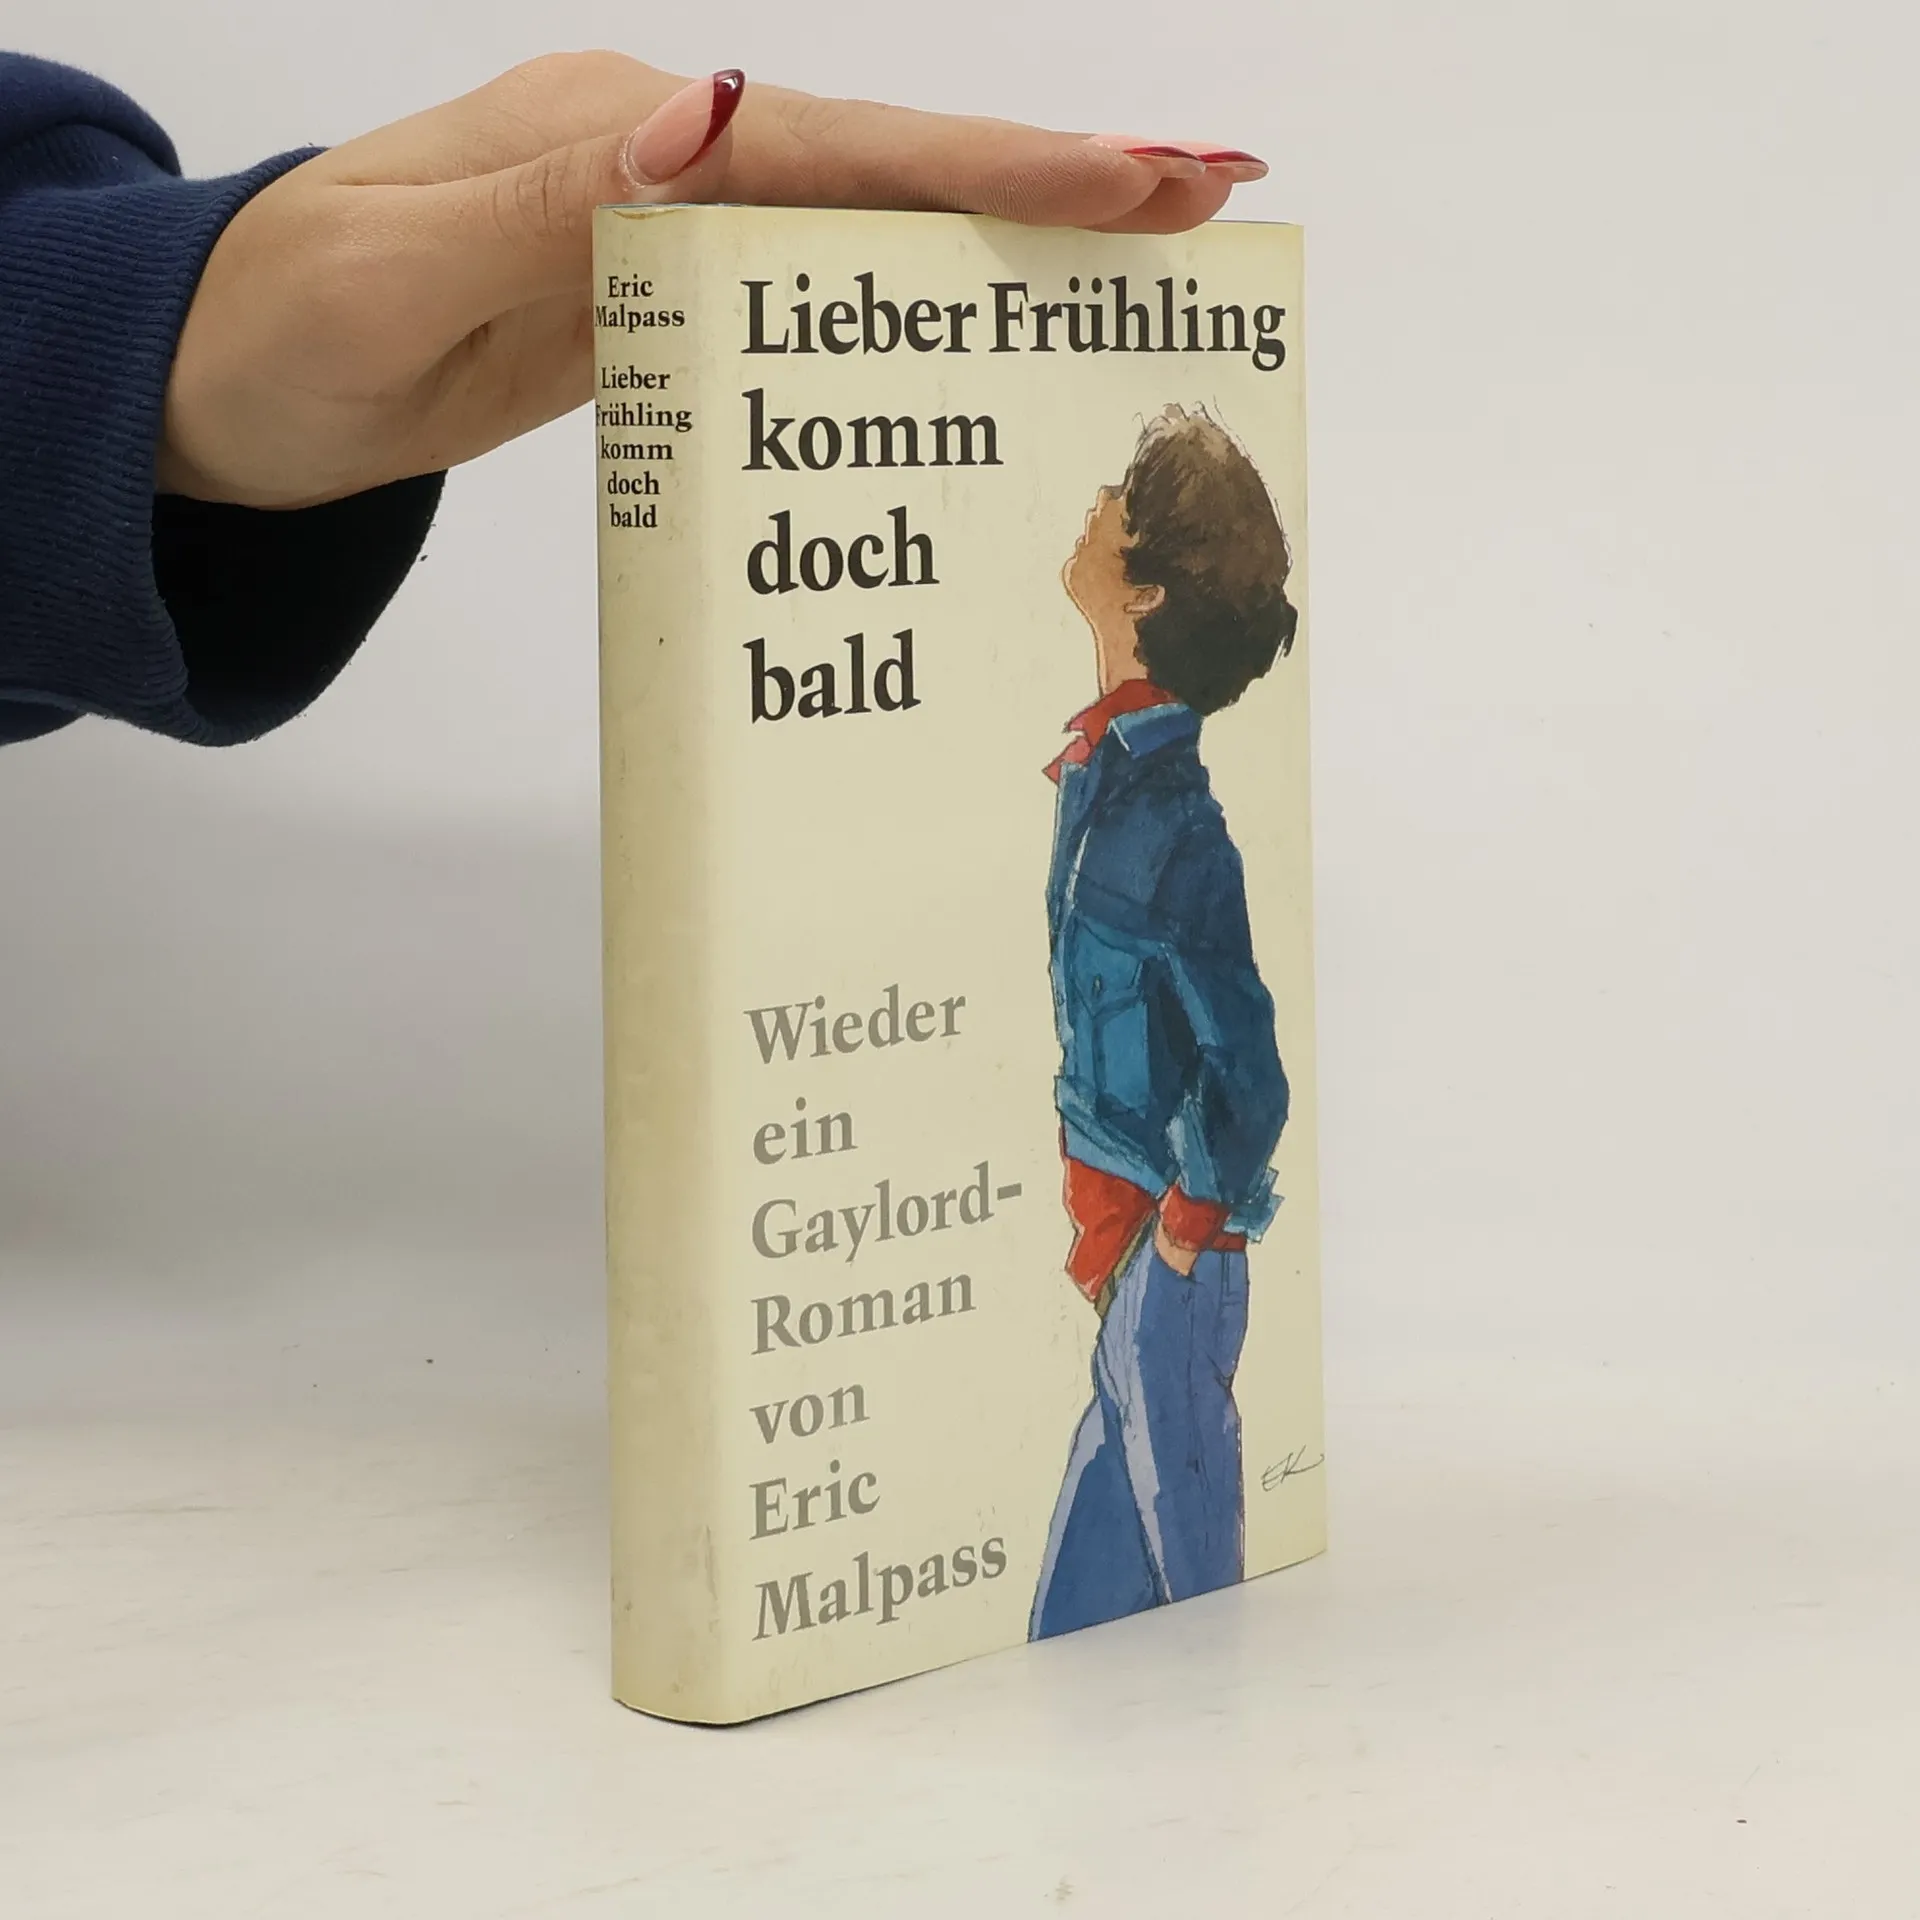 Eric
Malpass
Lieber
Frühling
komm
doch
bald
Lieber Frühling
komm
doch
bald
Wieder
ein
Gaylord-
Roman
von
Eric
Malpass
EK